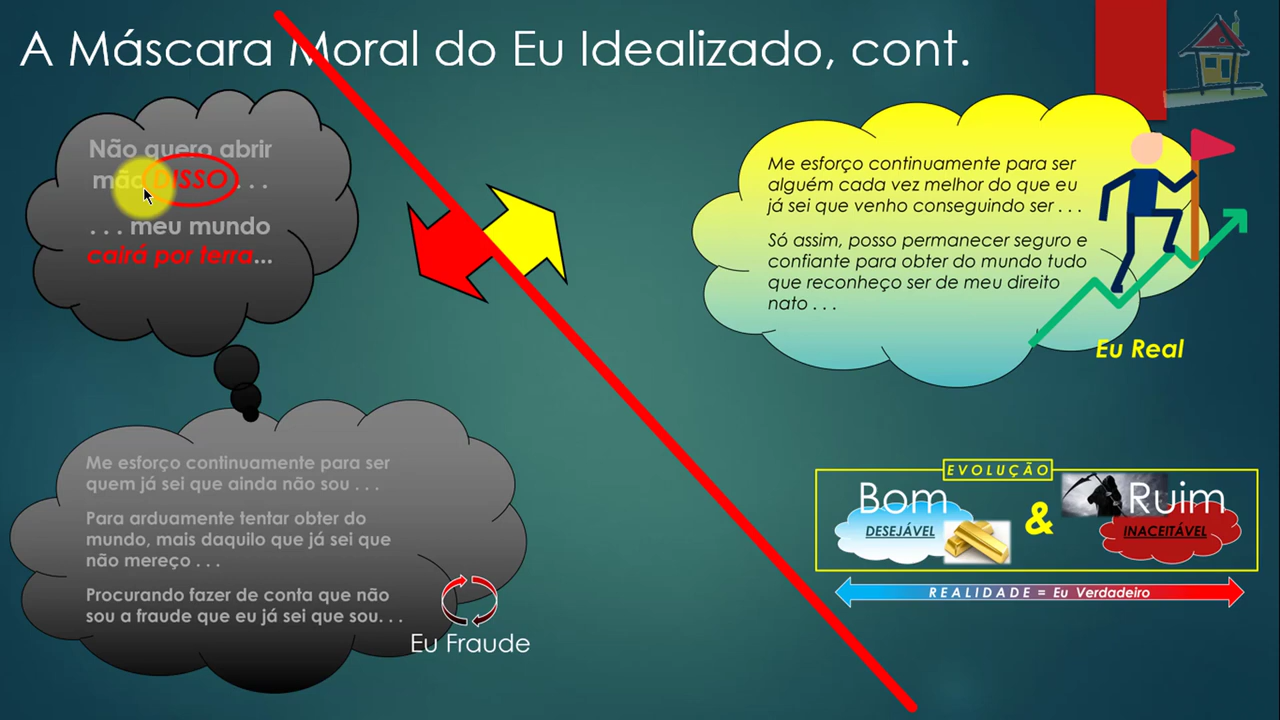 A Máscara Moral do Eu Idealizado, cont.
Não quero abrir
mão DISSO . . .
. . . meu mundo
cairá por terra...
Me esforço continuamente para ser
quem já sei que ainda não sou . . .
Para arduamente tentar obter do
mundo, mais daquilo que já sei que
não mereço . . .
Procurando fazer de conta que não
sou a fraude que eu já sei que sou. . .
Eu Fraude
Me esforço continuamente para ser
alguém cada vez melhor do que eu
já sei que venho conseguindo ser . . .
Só assim, posso permanecer seguro e
confiante para obter do mundo tudo
que reconheço ser de meu direito
nato . . .
Eu Real
EVOLUÇÃO
Bom & Ruim
DESEJÁVEL
INACEITÁVEL
REALIDADE = Eu Verdadeiro